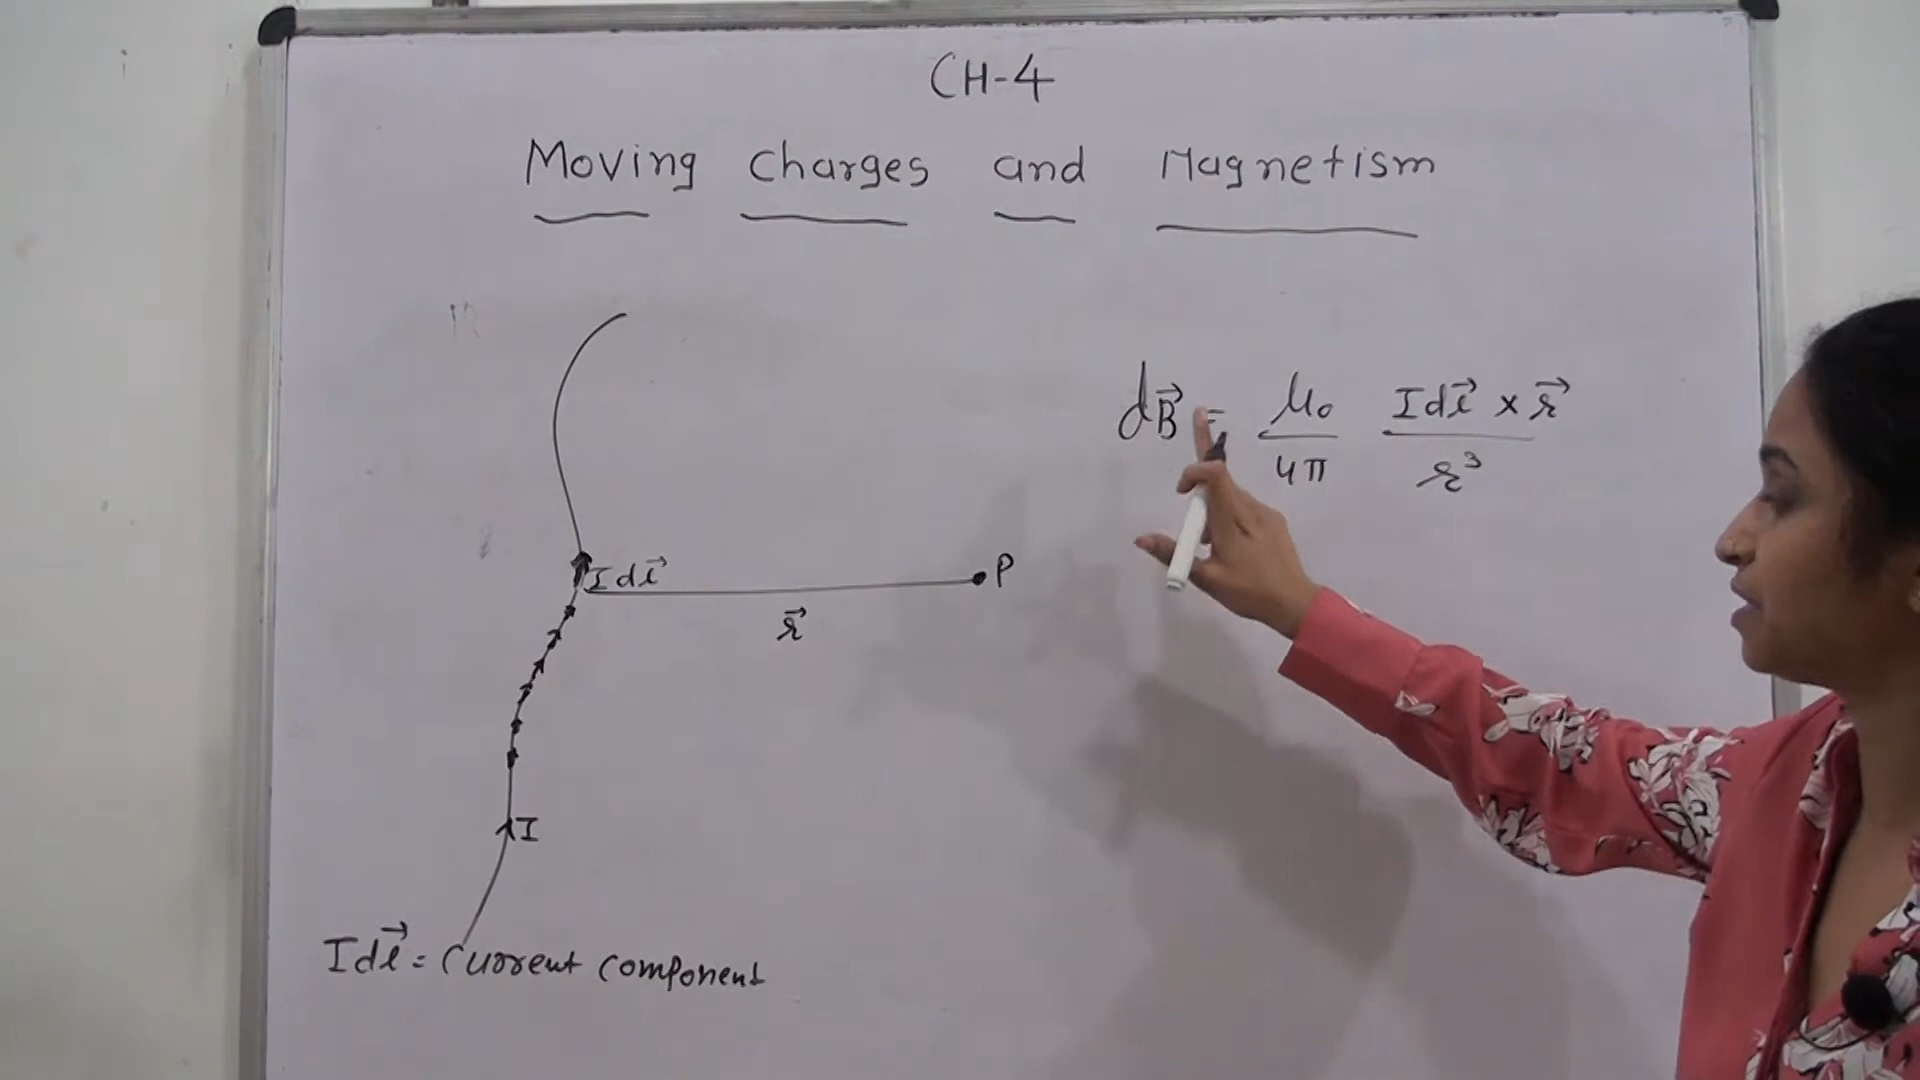 CH-4
Moving Charges and Magnetism
dB⃗ = μ₀/4π Idl⃗ × r⃗/r³
Idl⃗
P
r⃗
I
Idl⃗ = Current component